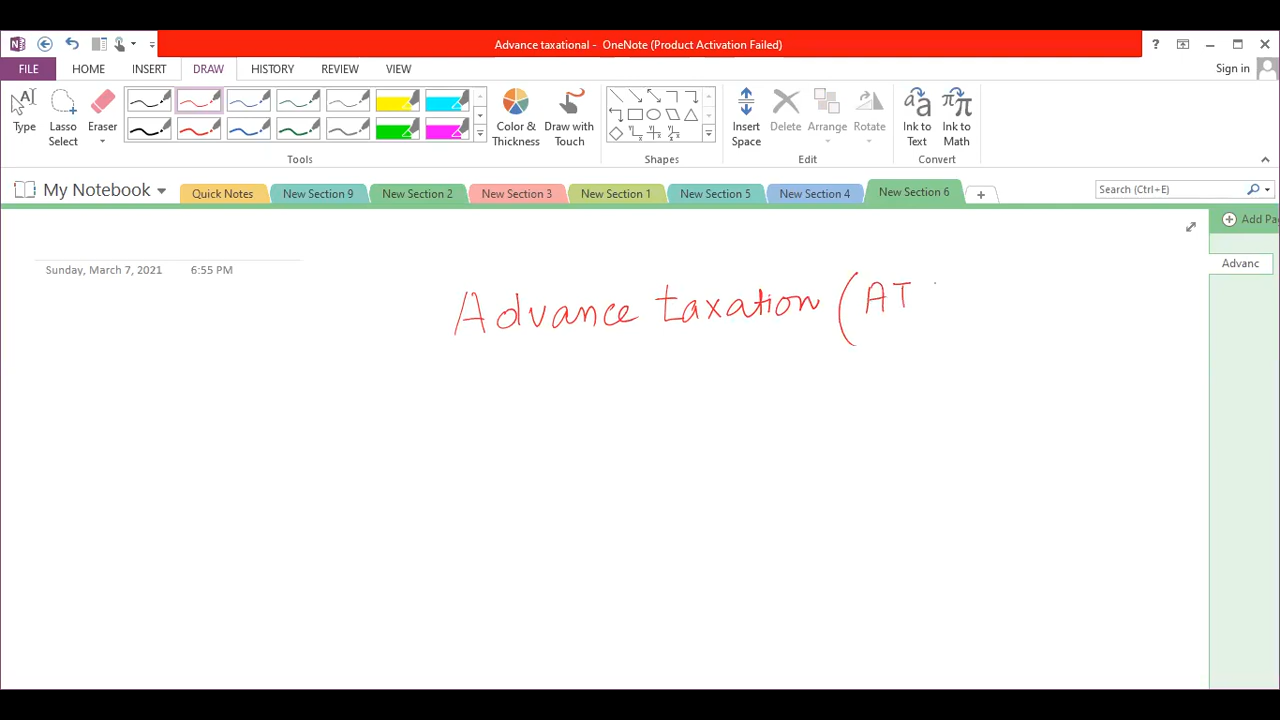 Advance taxational - OneNote (Product Activation Failed)
?
FILE HOME INSERT DRAW HISTORY REVIEW VIEW Sign in
Type Lasso Select Eraser Color & Thickness Draw with Touch Insert Space Delete Arrange Rotate Ink to Text Ink to Math
Tools Shapes Edit Convert
My Notebook Quick Notes New Section 9 New Section 2 New Section 3 New Section 1 New Section 5 New Section 4 New Section 6 + Search (Ctrl+E)
Add Pa
Advanc
Sunday, March 7, 2021 6:55 PM
Advance taxation (AT